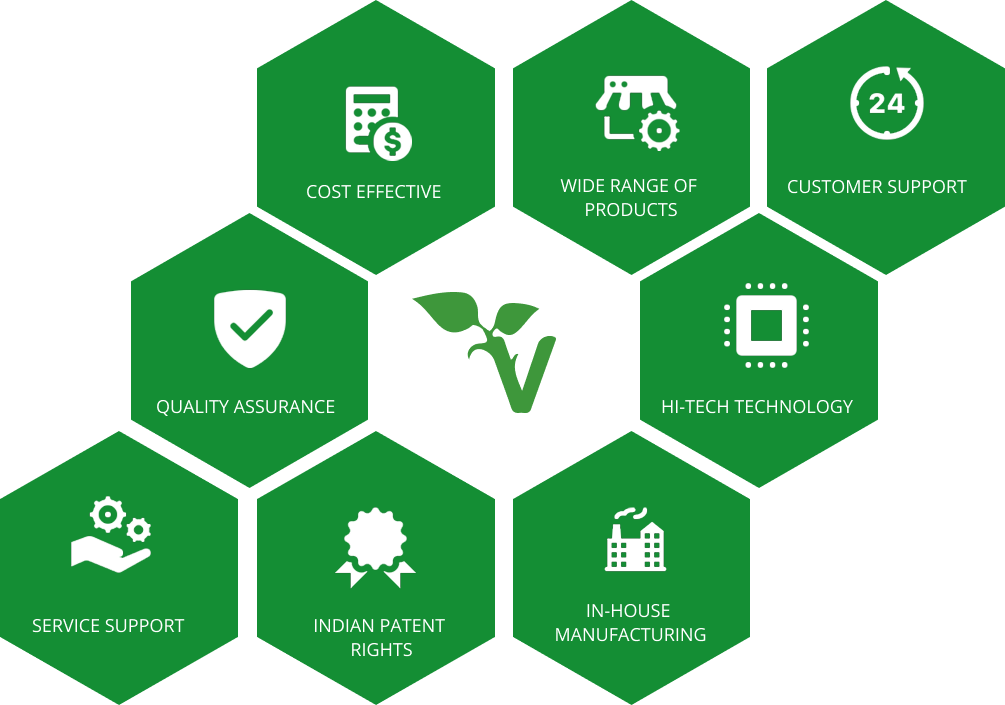 COST EFFECTIVE
WIDE RANGE OF
PRODUCTS
24
CUSTOMER SUPPORT
QUALITY ASSURANCE
HI-TECH TECHNOLOGY
SERVICE SUPPORT
INDIAN PATENT
RIGHTS
IN-HOUSE
MANUFACTURING